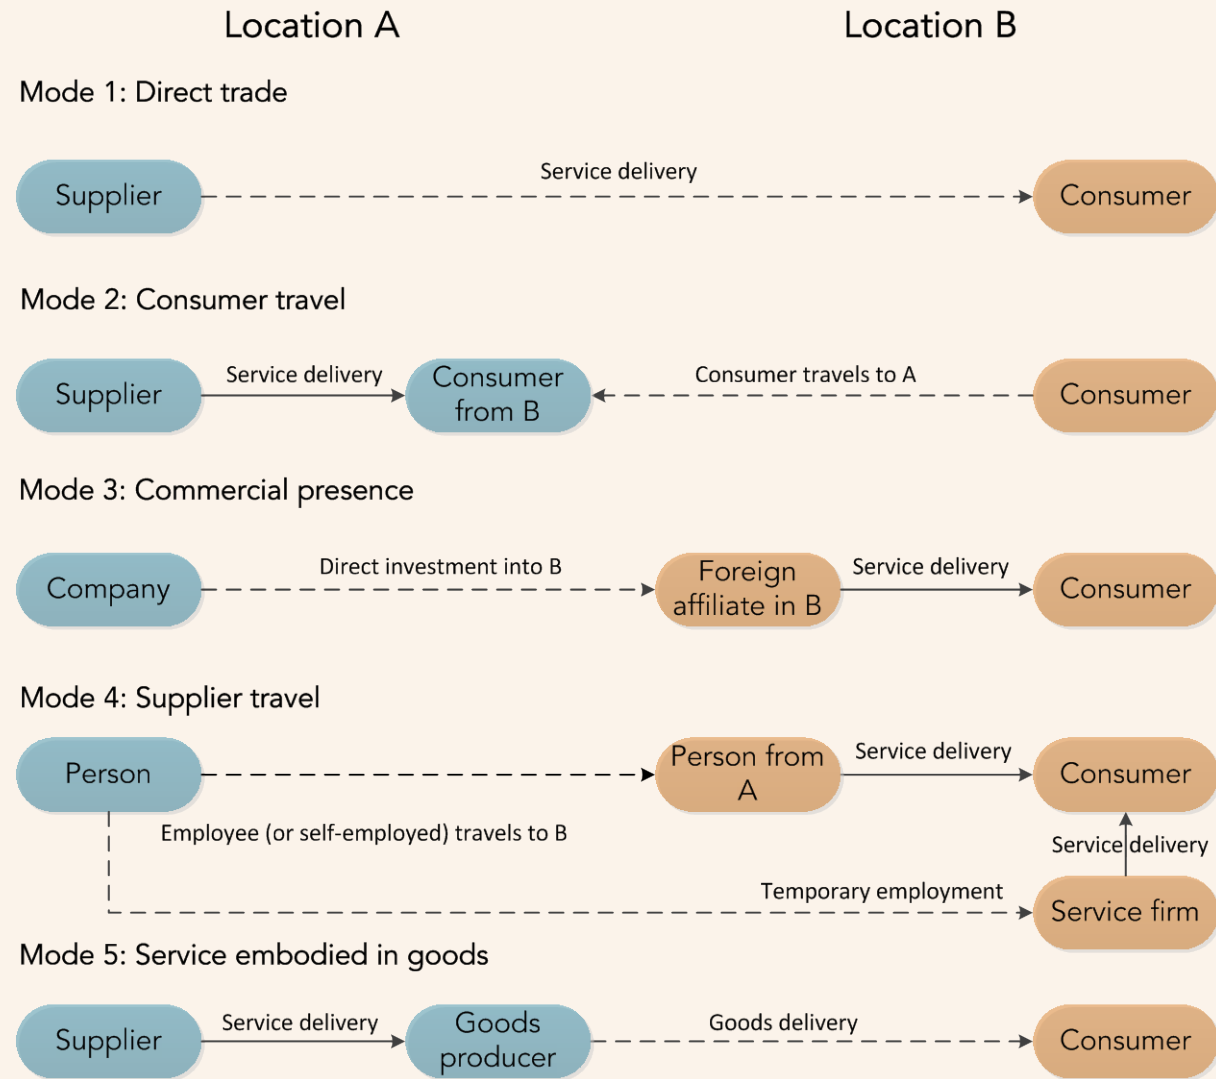 Location A
Location B
Mode 1: Direct trade
Supplier
Service delivery
Consumer
Mode 2: Consumer travel
Supplier
Service delivery
Consumer
from B
Consumer travels to A
Consumer
Mode 3: Commercial presence
Company
Direct investment into B
Foreign
affiliate in B
Service delivery
Consumer
Mode 4: Supplier travel
Person
Person from
A
Service delivery
Consumer
Employee (or self-employed) travels to B
Service delivery
Temporary employment
Service firm
Mode 5: Service embodied in goods
Supplier
Service delivery
Goods
producer
Goods delivery
Consumer